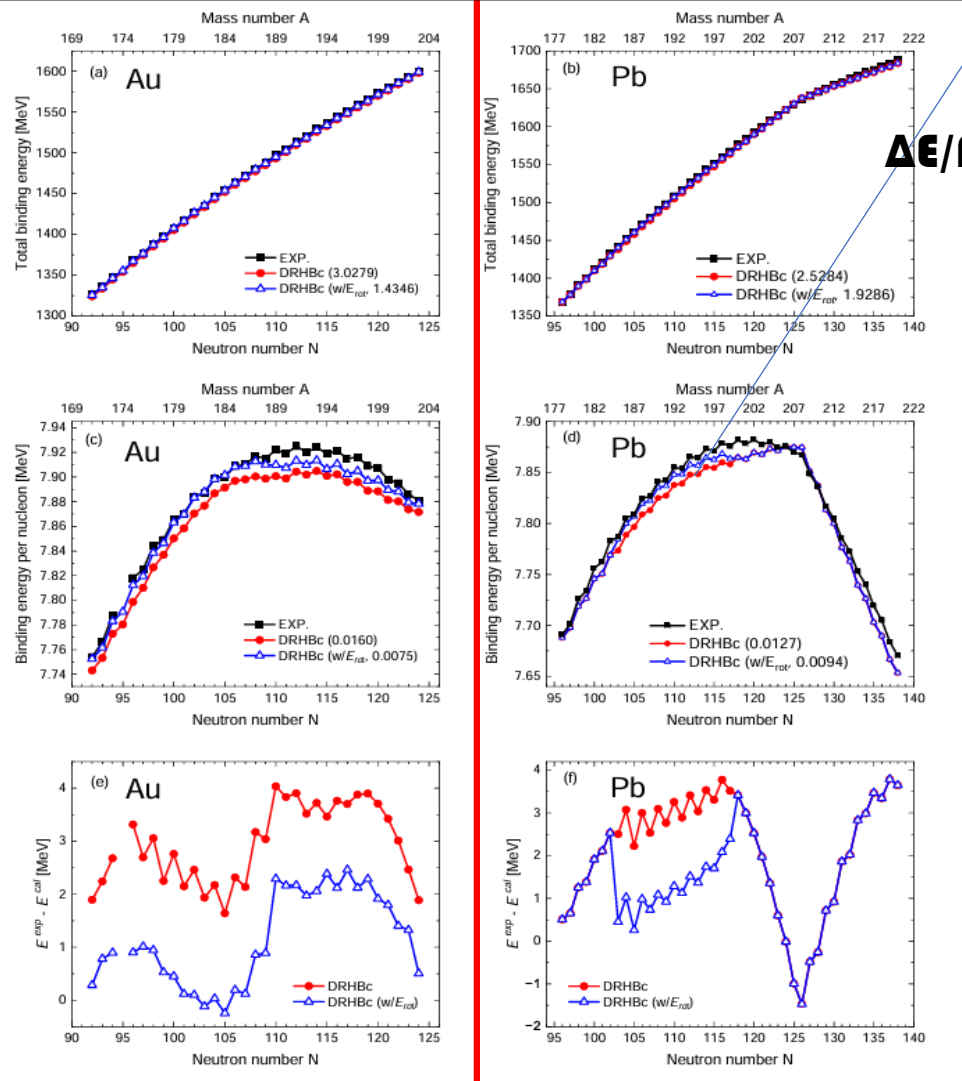 Mass number A
169 174 179 184 189 194 199 204
(a) Au
Total binding energy [MeV]
1600
1500
1400
1300
EXP.
DRHBc (3.0279)
DRHBc (w/E_rot, 1.4346)
90 95 100 105 110 115 120 125
Neutron number N
Mass number A
177 182 187 192 197 202 207 212 217 222
(b) Pb
Total binding energy [MeV]
1700
1650
1600
1550
1500
1450
1400
1350
ΔE/
EXP.
DRHBc (2.5284)
DRHBc (w/E_rot, 1.9286)
95 100 105 110 115 120 125 130 135 140
Neutron number N
Mass number A
169 174 179 184 189 194 199 204
(c) Au
Binding energy per nucleon [MeV]
7.94
7.92
7.90
7.88
7.86
7.84
7.82
7.80
7.78
7.76
7.74
EXP.
DRHBc (0.0160)
DRHBc (w/E_rot, 0.0075)
90 95 100 105 110 115 120 125
Neutron number N
Mass number A
177 182 187 192 197 202 207 212 217 222
(d) Pb
Binding energy per nucleon [MeV]
7.90
7.85
7.80
7.75
7.70
7.65
EXP.
DRHBc (0.0127)
DRHBc (w/E_rot, 0.0094)
95 100 105 110 115 120 125 130 135 140
Neutron number N
(e) Au
E^exp - E^cal [MeV]
4
3
2
1
0
DRHBc
DRHBc (w/E_rot)
90 95 100 105 110 115 120 125
Neutron number N
(f) Pb
E^exp - E^cal [MeV]
4
3
2
1
0
−1
−2
DRHBc
DRHBc (w/E_rot)
95 100 105 110 115 120 125 130 135 140
Neutron number N